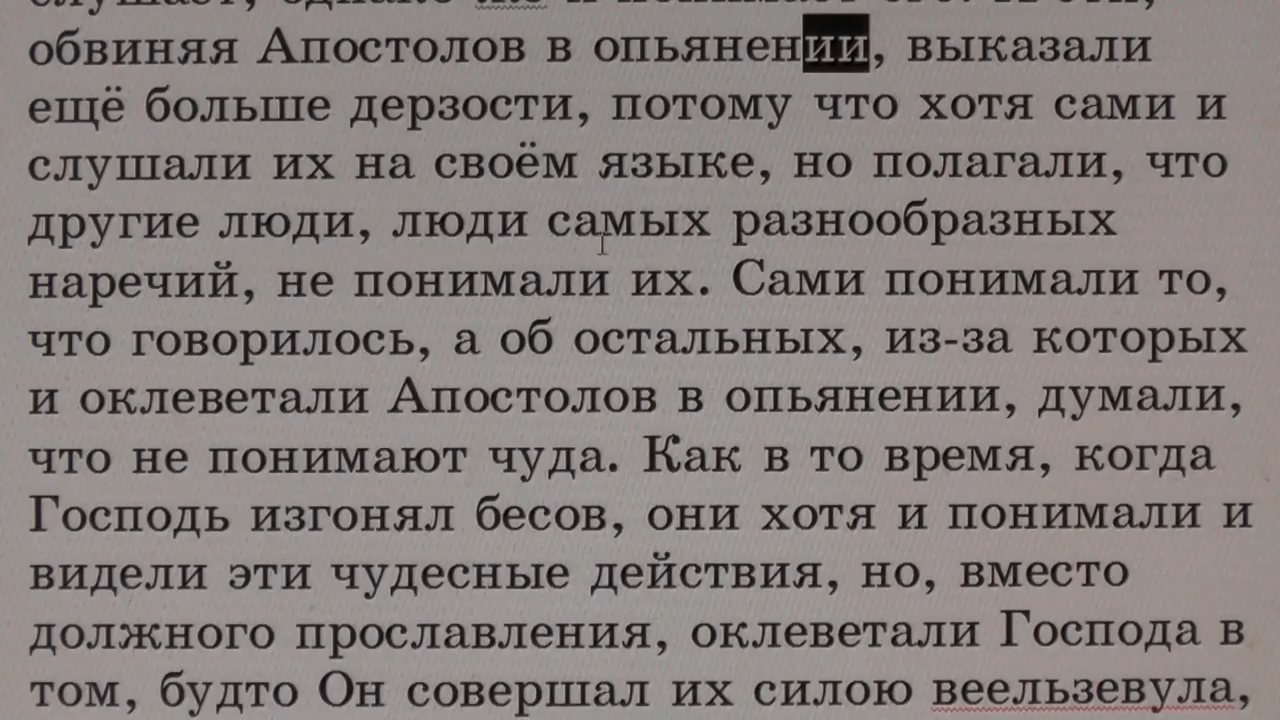 обвиняя Апостолов в опьянении, выказали
ещё больше дерзости, потому что хотя сами и
слушали их на своём языке, но полагали, что
другие люди, люди самых разнообразных
наречий, не понимали их. Сами понимали то,
что говорилось, а об остальных, из-за которых
и оклеветали Апостолов в опьянении, думали,
что не понимают чуда. Как в то время, когда
Господь изгонял бесов, они хотя и понимали и
видели эти чудесные действия, но, вместо
должного прославления, оклеветали Господа в
том, будто Он совершал их силою веельзевула,